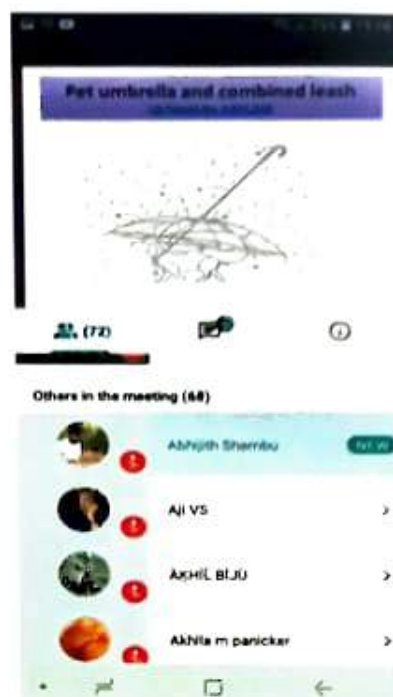 Pet umbrella and combined leash
(72)
Others in the meeting (68)
Abhijith Shambu
NEW
Aji VS
AKHIL BIJU
Akhila m panicker